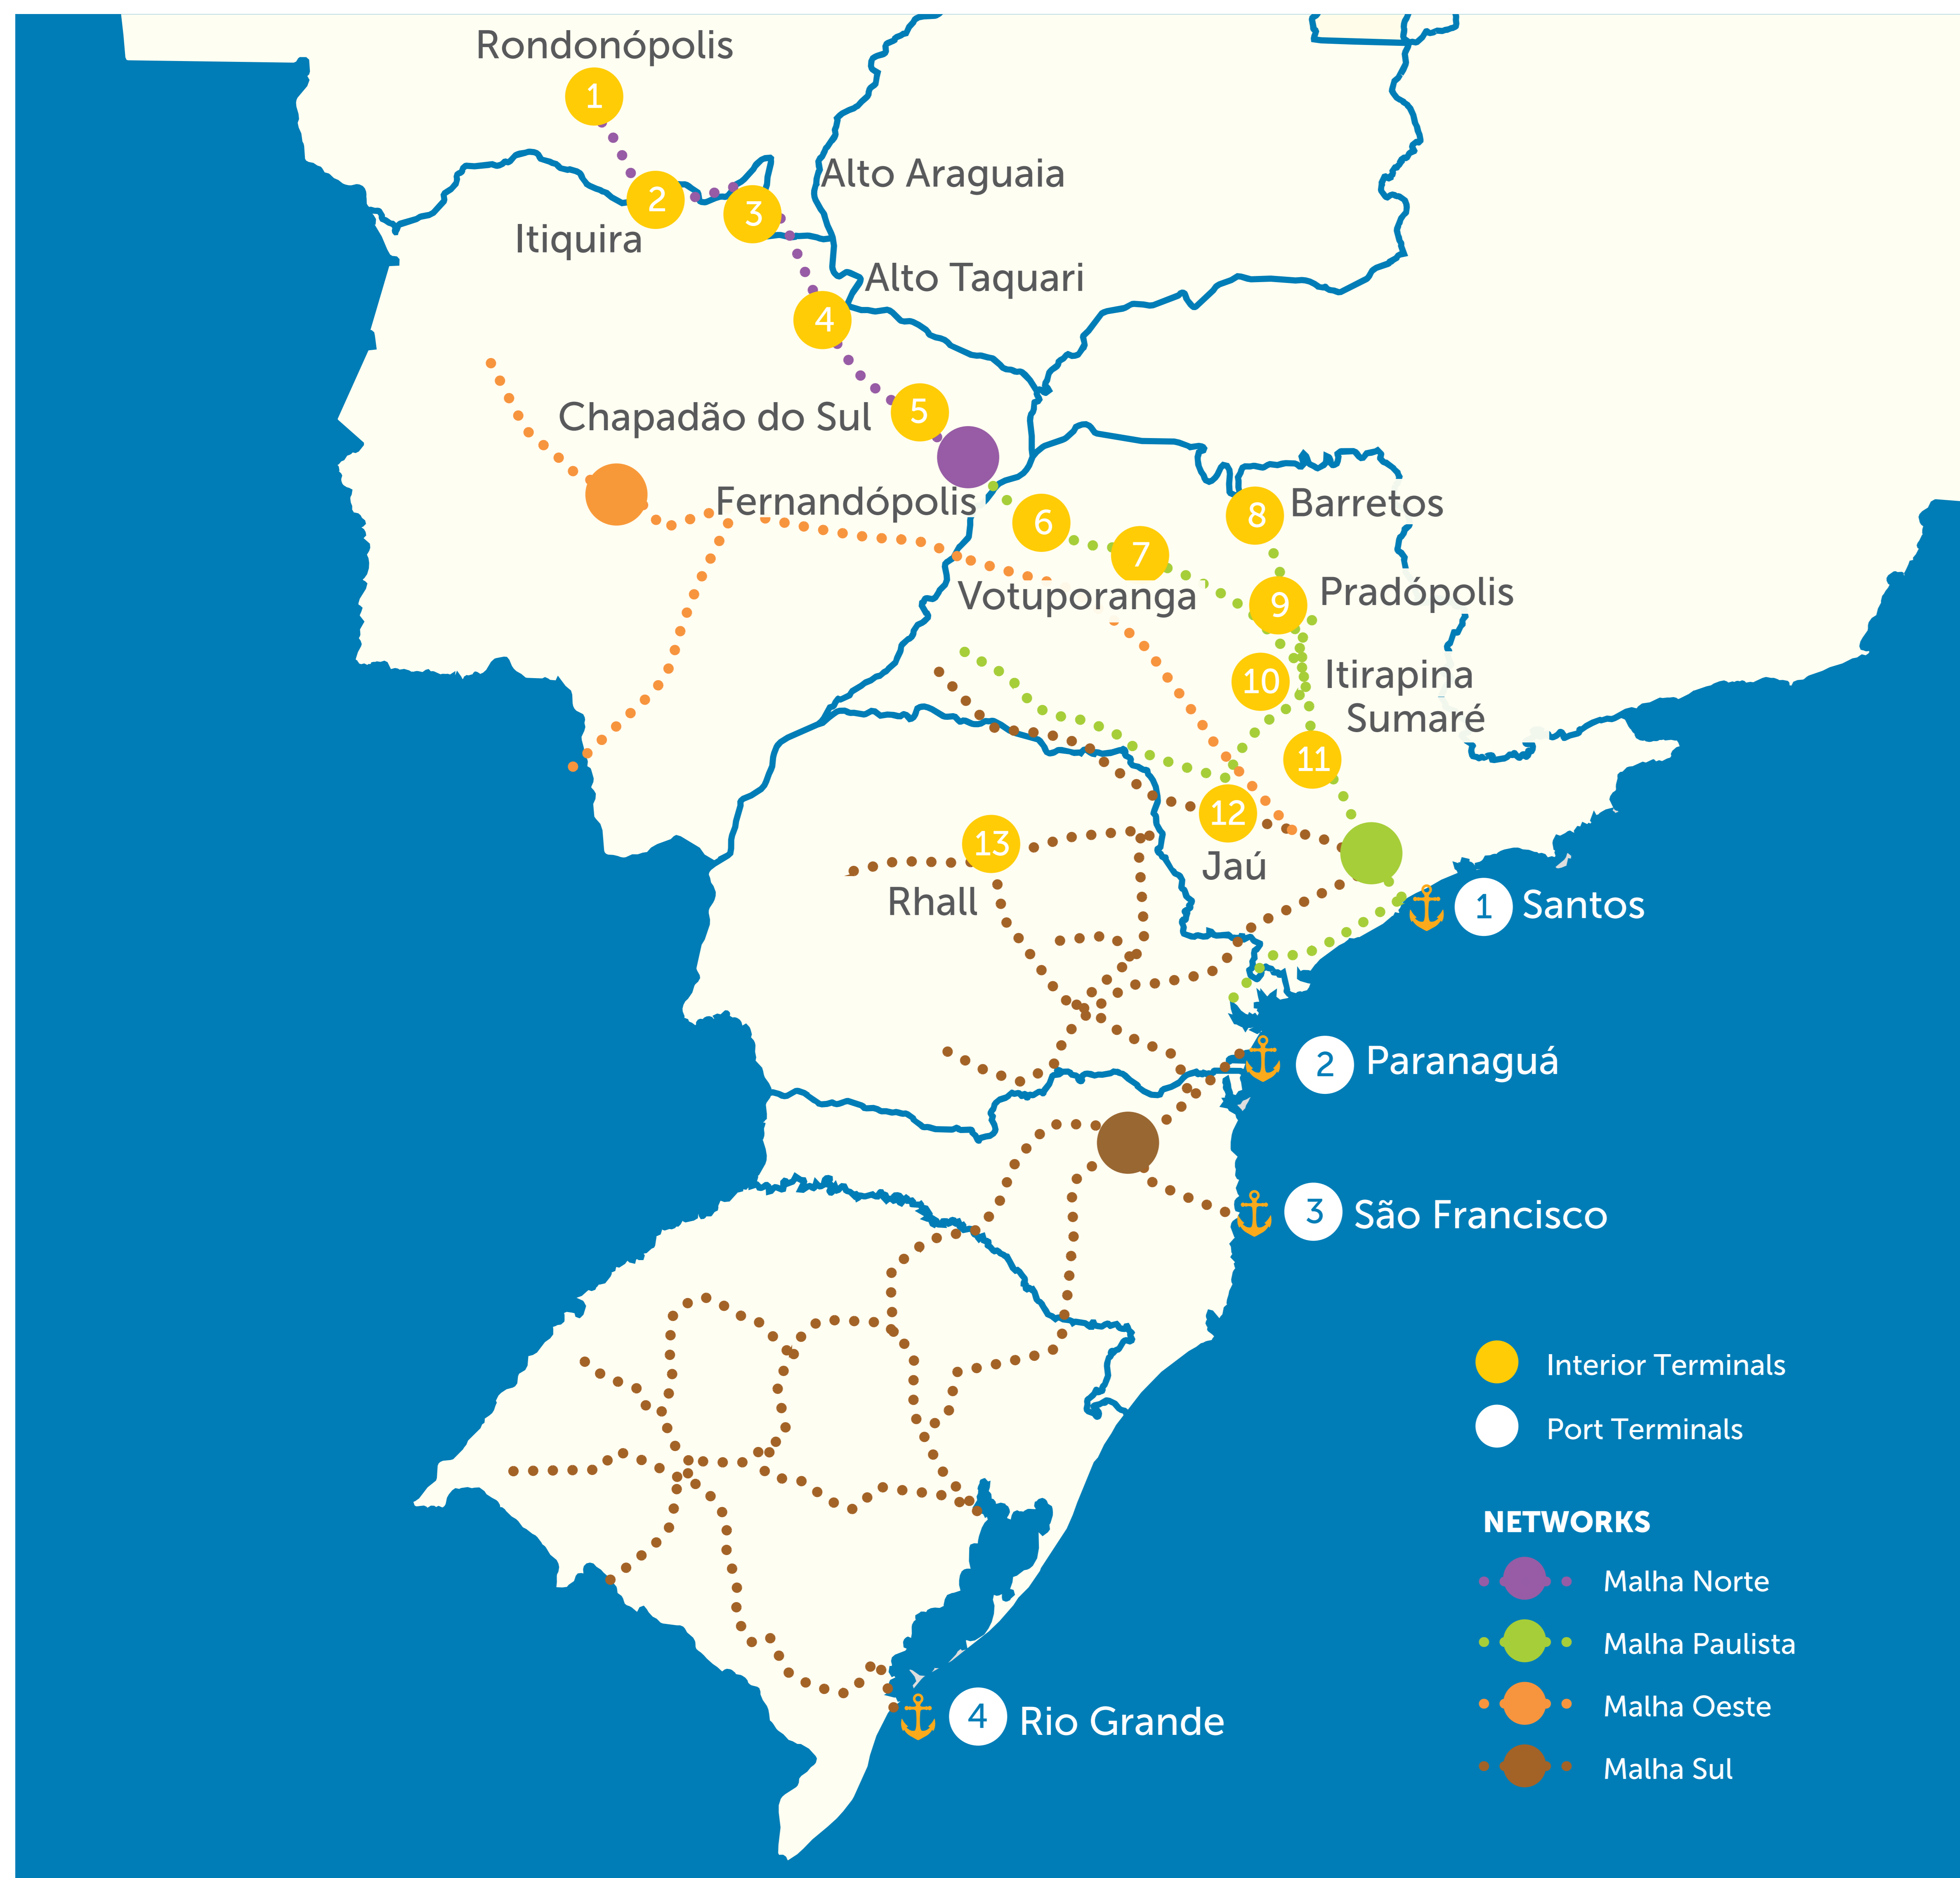 Rondonópolis
1
Alto Araguaia
2
3
Itiquira
Alto Taquari
4
Chapadão do Sul
5
Fernandópolis
6
8
Barretos
7
Votuporanga
9
Pradópolis
10
Itirapina
Sumaré
11
12
13
Jaú
Rhall
1
Santos
2
Paranaguá
3
São Francisco
Interior Terminals
Port Terminals
NETWORKS
Malha Norte
Malha Paulista
Malha Oeste
4
Rio Grande
Malha Sul